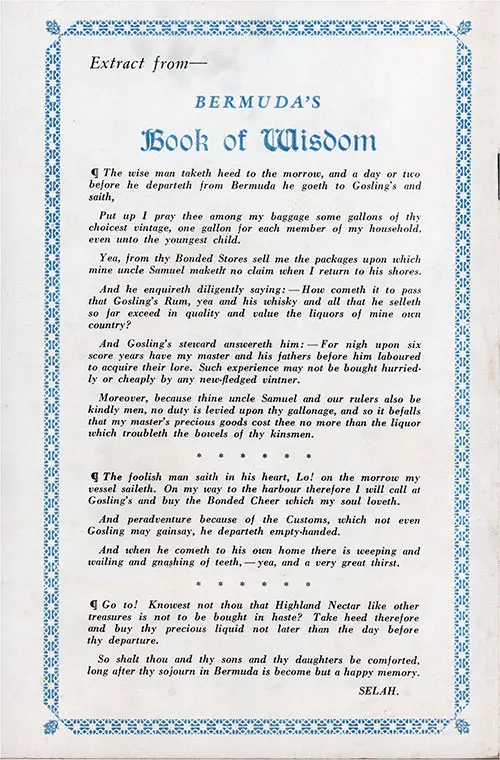 Extract from—
BERMUDA'S
Book of Wisdom
¶ The wise man taketh heed to the morrow, and a day or two
before he departeth from Bermuda he goeth to Gosling's and
saith,
Put up I pray thee among my baggage some gallons of thy
choicest vintage, one gallon for each member of my household,
even unto the youngest child.
Yea, from thy Bonded Stores sell me the packages upon which
mine uncle Samuel maketh no claim when I return to his shores.
And he enquireth diligently saying: — How cometh it to pass
that Gosling's Rum, yea and his whisky and all that he selleth
so far exceed in quality and value the liquors of mine own
country?
And Gosling's steward answereth him: — For nigh upon six
score years have my master and his fathers before him laboured
to acquire their lore. Such experience may not be bought hurried-
ly or cheaply by any new-fledged vintner.
Moreover, because thine uncle Samuel and our rulers also be
kindly men, no duty is levied upon thy gallonage, and so it befalls
that my master's precious goods cost thee no more than the liquor
which troubleth the bowels of thy kinsmen.
* * * * * *
¶ The foolish man saith in his heart, Lo! on the morrow my
vessel saileth. On my way to the harbour therefore I will call at
Gosling's and buy the Bonded Cheer which my soul loveth.
And peradventure because of the Customs, which not even
Gosling may gainsay, he departeth empty-handed.
And when he cometh to his own home there is weeping and
wailing and gnashing of teeth, — yea, and a very great thirst.
* * * * * *
¶ Go to! Knowest not thou that Highland Nectar like other
treasures is not to be bought in haste? Take heed therefore
and buy thy precious liquid not later than the day before
thy departure.
So shalt thou and thy sons and thy daughters be comforted,
long after thy sojourn in Bermuda is become but a happy memory.
SELAH.